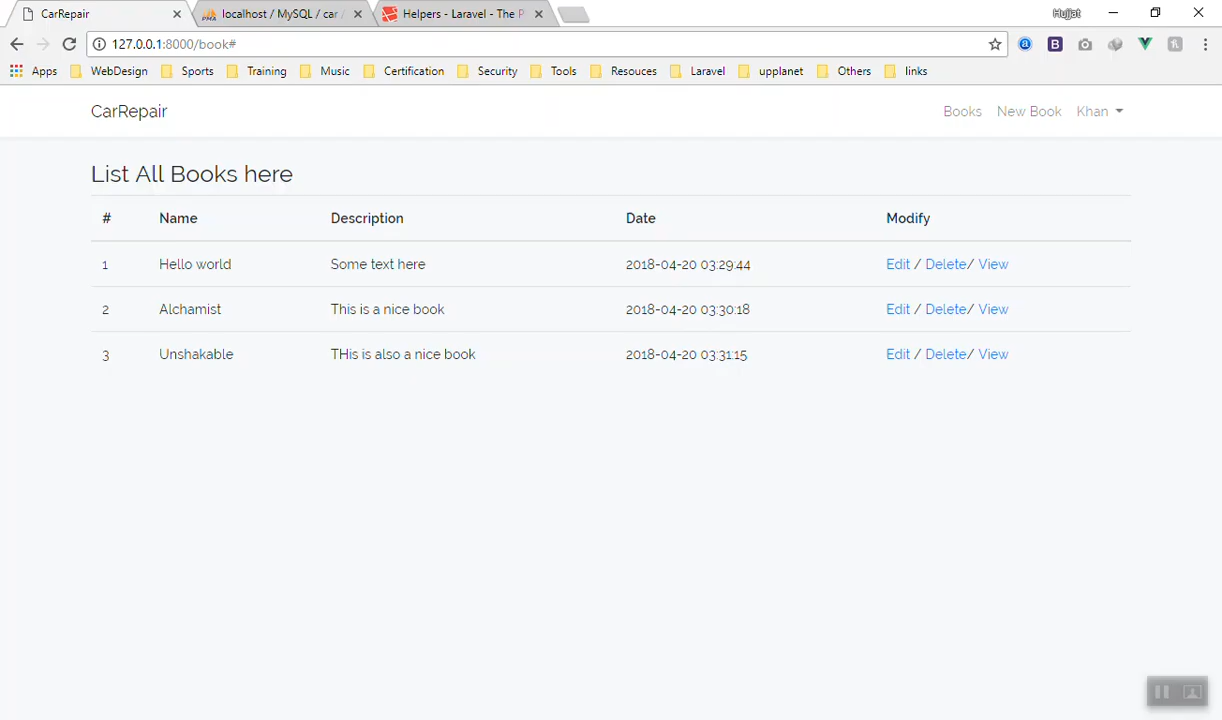 CarRepair
localhost / MySQL / car /
Helpers - Laravel - The P
Hujjat
127.0.0.1:8000/book#
Apps WebDesign Sports Training Music Certification Security Tools Resouces Laravel upplanet Others links
CarRepair Books New Book Khan
List All Books here
# Name Description Date Modify
1 Hello world Some text here 2018-04-20 03:29:44 Edit / Delete/ View
2 Alchamist This is a nice book 2018-04-20 03:30:18 Edit / Delete/ View
3 Unshakable THis is also a nice book 2018-04-20 03:31:15 Edit / Delete/ View